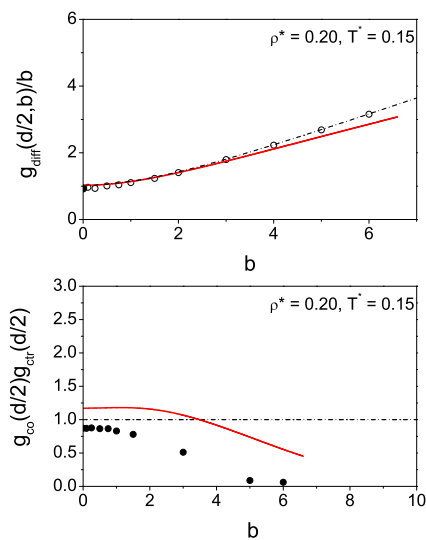 6
ρ* = 0.20, T* = 0.15
4
g_diff(d/2,b)/b
2
0
0 2 4 6
b
3.0
ρ* = 0.20, T* = 0.15
2.5
2.0
g_co(d/2)g_ctr(d/2)
1.5
1.0
0.5
0.0
0 2 4 6 8 10
b